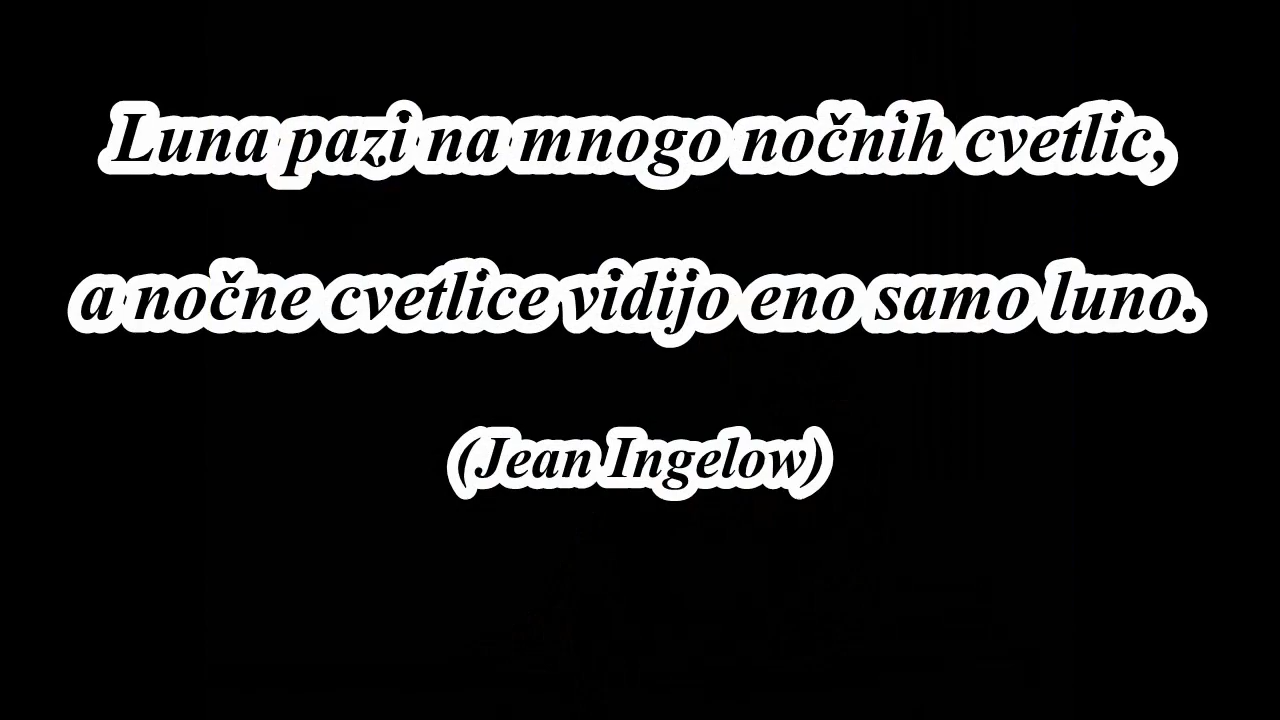 Luna pazi na mnogo nočnih cvetlic,
a nočne cvetlice vidijo eno samo luno.
(Jean Ingelow)